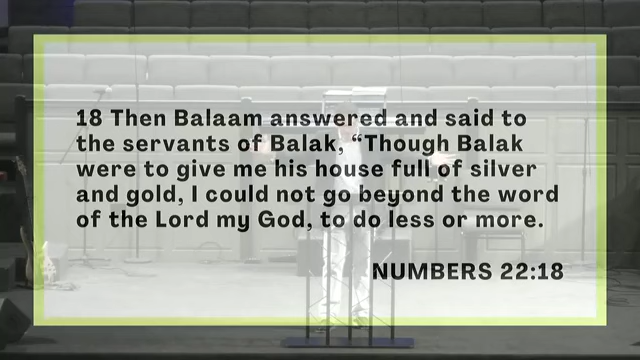 18 Then Balaam answered and said to
the servants of Balak, “Though Balak
were to give me his house full of silver
and gold, I could not go beyond the word
of the Lord my God, to do less or more.
NUMBERS 22:18